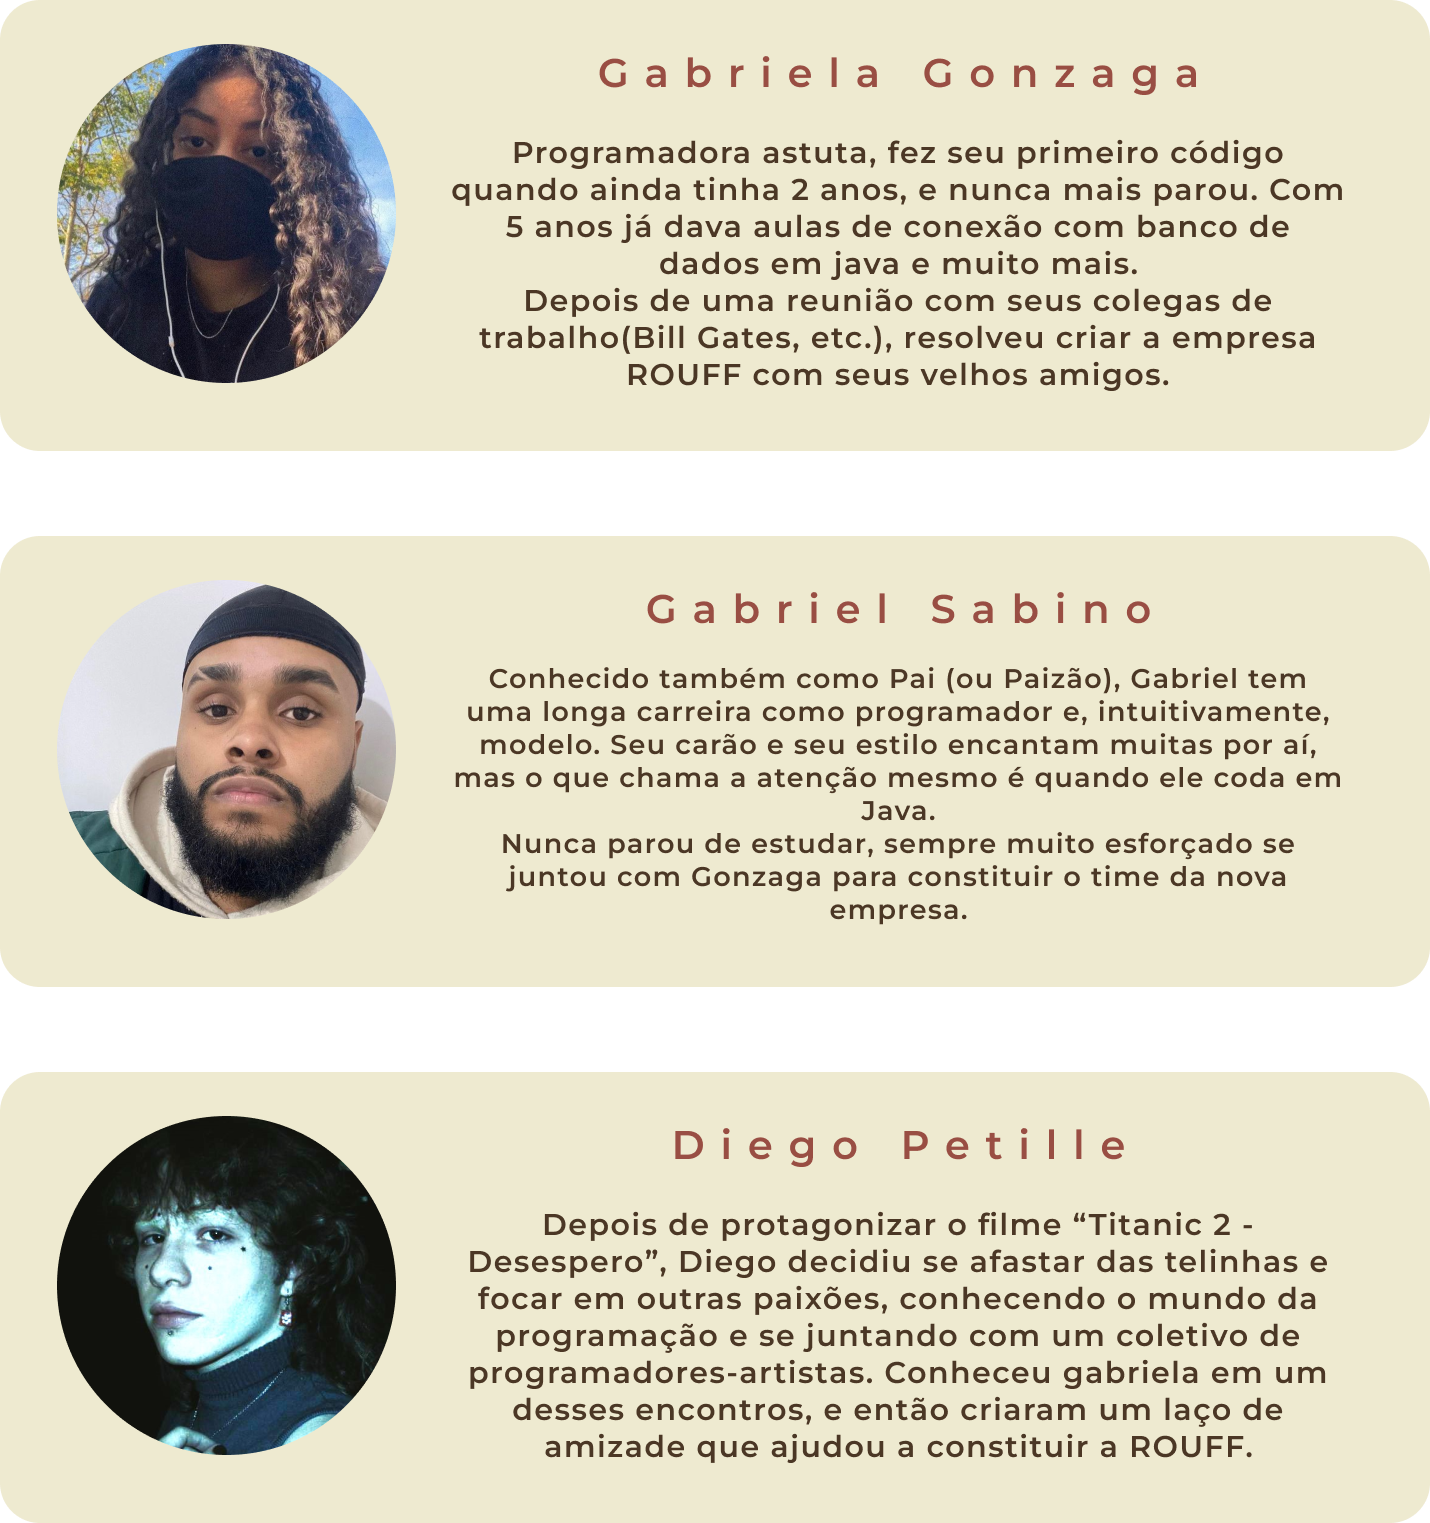 Gabriela Gonzaga
Programadora astuta, fez seu primeiro código
quando ainda tinha 2 anos, e nunca mais parou. Com
5 anos já dava aulas de conexão com banco de
dados em java e muito mais.
Depois de uma reunião com seus colegas de
trabalho(Bill Gates, etc.), resolveu criar a empresa
ROUFF com seus velhos amigos.
Gabriel Sabino
Conhecido também como Pai (ou Paizão), Gabriel tem
uma longa carreira como programador e, intuitivamente,
modelo. Seu carão e seu estilo encantam muitas por aí,
mas o que chama a atenção mesmo é quando ele coda em
Java.
Nunca parou de estudar, sempre muito esforçado se
juntou com Gonzaga para constituir o time da nova
empresa.
Diego Petille
Depois de protagonizar o filme “Titanic 2 -
Desespero”, Diego decidiu se afastar das telinhas e
focar em outras paixões, conhecendo o mundo da
programação e se juntando com um coletivo de
programadores-artistas. Conheceu gabriela em um
desses encontros, e então criaram um laço de
amizade que ajudou a constituir a ROUFF.